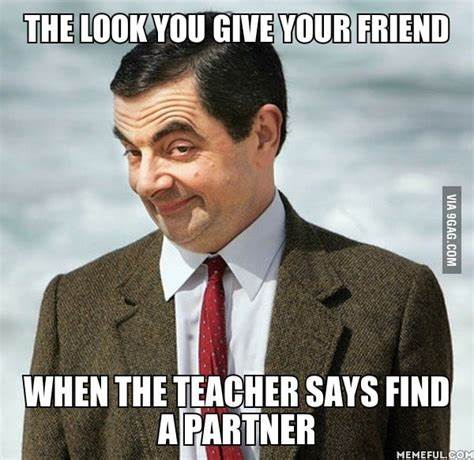 THE LOOK YOU GIVE YOUR FRIEND
VIA 9GAG.COM
WHEN THE TEACHER SAYS FIND
A PARTNER
MEMEFUL.COM